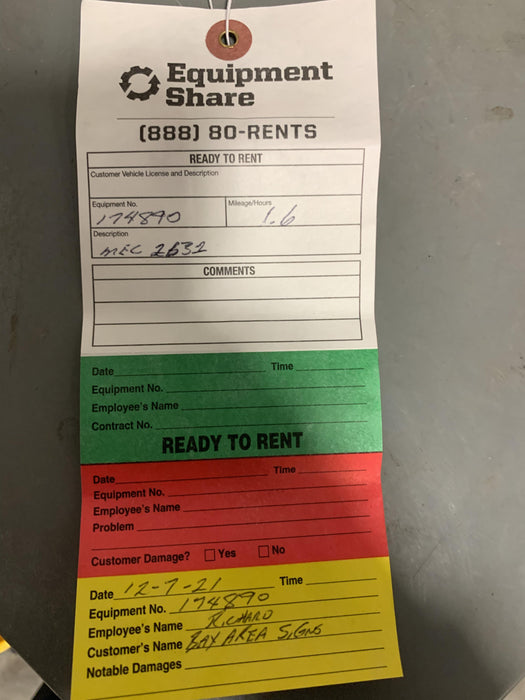 Equipment
Share
(888) 80-RENTS
READY TO RENT
Customer Vehicle License and Description
Equipment No. Mileage/Hours
174890 1.6
Description
MEC 2632
COMMENTS
Date Time
Equipment No.
Employee's Name
Contract No.
READY TO RENT
Date Time
Equipment No.
Employee's Name
Problem
Customer Damage? Yes No
Date 12-7-21 Time
Equipment No. 174890
Employee's Name RICHARD
Customer's Name BAY AREA SIGNS
Notable Damages